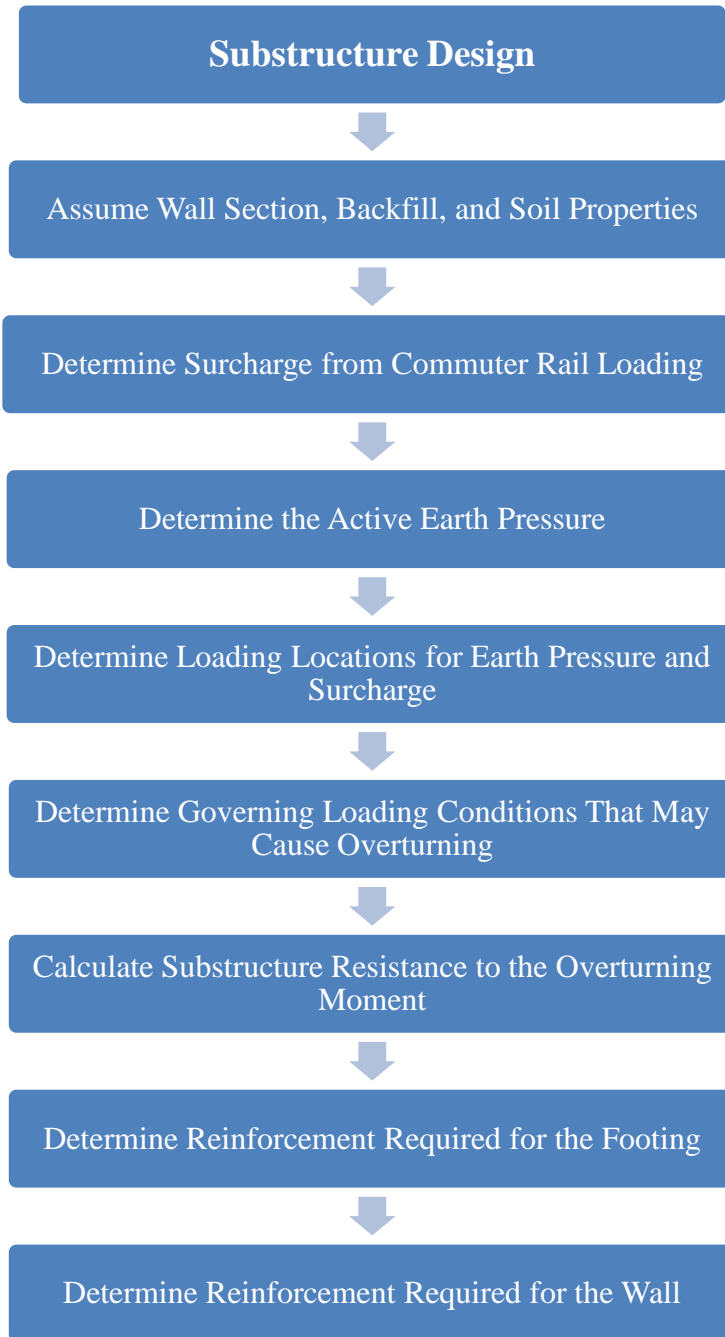 Substructure Design
Assume Wall Section, Backfill, and Soil Properties
Determine Surcharge from Commuter Rail Loading
Determine the Active Earth Pressure
Determine Loading Locations for Earth Pressure and
Surcharge
Determine Governing Loading Conditions That May
Cause Overturning
Calculate Substructure Resistance to the Overturning
Moment
Determine Reinforcement Required for the Footing
Determine Reinforcement Required for the Wall